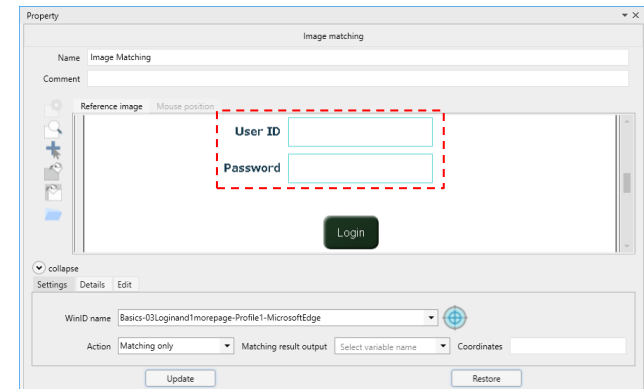 Property
Image matching
Name Image Matching
Comment
Reference image Mouse position
User ID
Password
Login
collapse
Settings Details Edit
WinID name Basics-03Loginand1morepage-Profile1-MicrosoftEdge
Action Matching only Matching result output Select variable name Coordinates
Update Restore